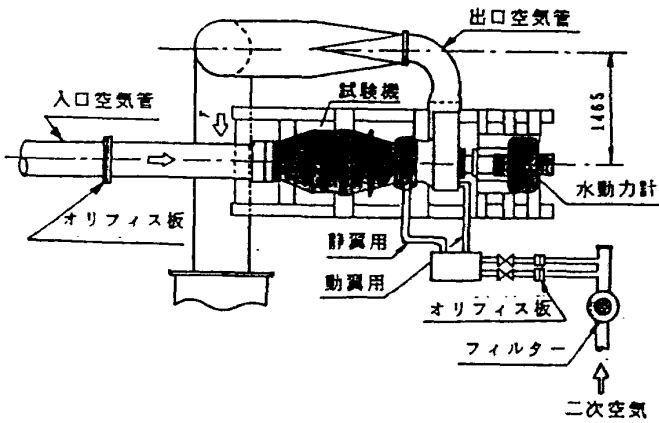 出口空気管
試験機
入口空気管
1465
水動力計
オリフィス板
静翼用
動翼用
オリフィス板
フィルター
二次空気